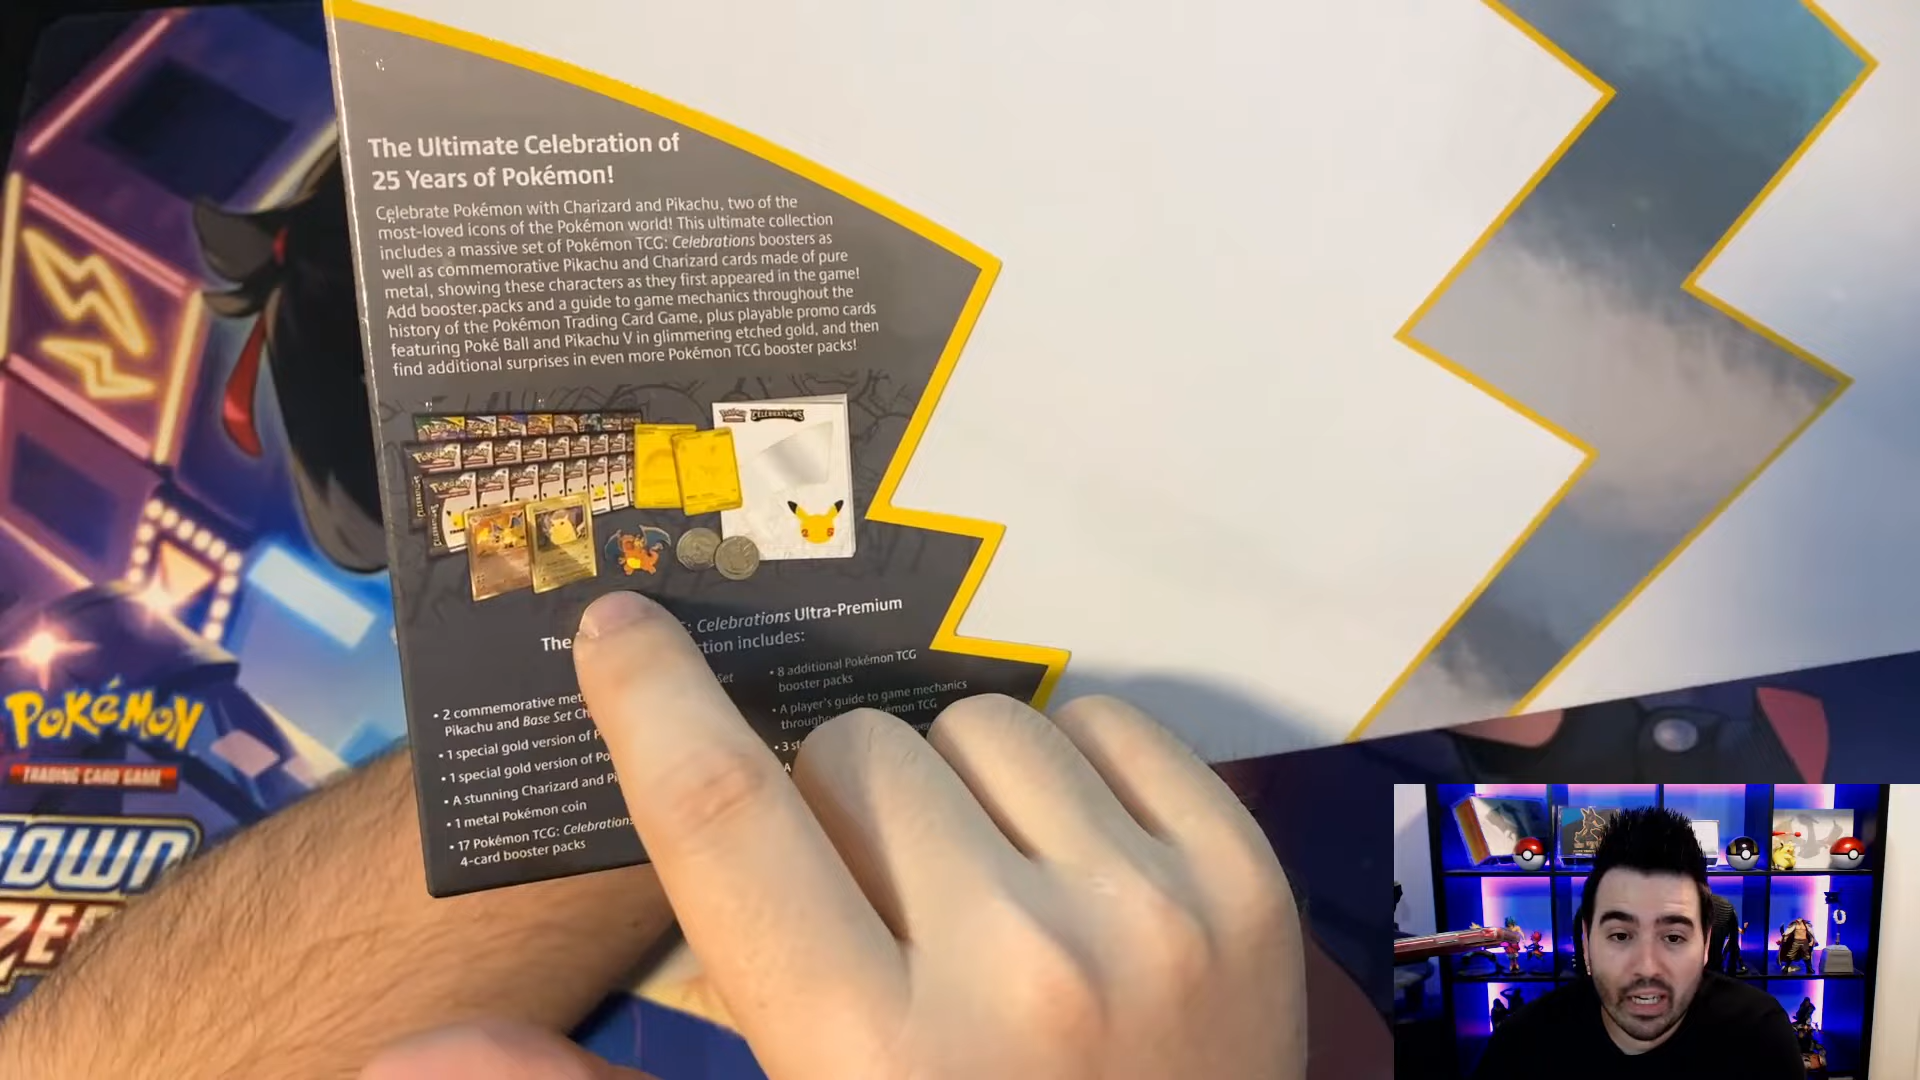 The Ultimate Celebration of
25 Years of Pokémon!
Celebrate Pokémon with Charizard and Pikachu, two of the
most-loved icons of the Pokémon world! This ultimate collection
includes a massive set of Pokémon TCG: Celebrations boosters as
well as commemorative Pikachu and Charizard cards made of pure
metal, showing these characters as they first appeared in the game!
Add booster packs and a guide to game mechanics throughout the
history of the Pokémon Trading Card Game, plus playable promo cards
featuring Poké Ball and Pikachu V in glimmering etched gold, and then
find additional surprises in even more Pokémon TCG booster packs!
POKéMON
CELEBRATIONS
The : Celebrations Ultra-Premium
includes:
• 2 commemorative
Pikachu and Base Set
• 1 special gold version of
• 1 special gold version of
• A stunning Charizard and
• 1 metal Pokémon coin
• 17 Pokémon TCG: Celebrations
4-card booster packs
Set
• 8 additional Pokémon TCG
booster packs
• A player's guide to game mechanics
TCG
• 3
A
POKéMON
TRADING CARD GAME